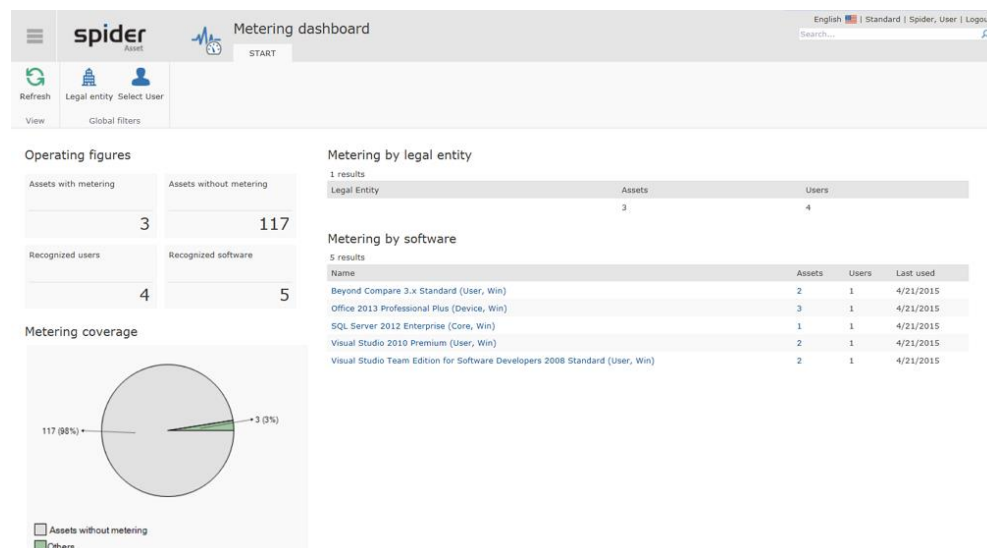 English | Standard | Spider, User | Logou
spider
Asset
Metering dashboard
Search...
START
Refresh
Legal entity
Select User
View
Global filters
Operating figures
Assets with metering
3
Assets without metering
117
Recognized users
4
Recognized software
5
Metering coverage
117 (98%)
3 (3%)
Assets without metering
Others
Metering by legal entity
1 results
Legal Entity Assets Users
3 4
Metering by software
5 results
Name Assets Users Last used
Beyond Compare 3.x Standard (User, Win) 2 1 4/21/2015
Office 2013 Professional Plus (Device, Win) 3 1 4/21/2015
SQL Server 2012 Enterprise (Core, Win) 1 1 4/21/2015
Visual Studio 2010 Premium (User, Win) 2 1 4/21/2015
Visual Studio Team Edition for Software Developers 2008 Standard (User, Win) 2 1 4/21/2015